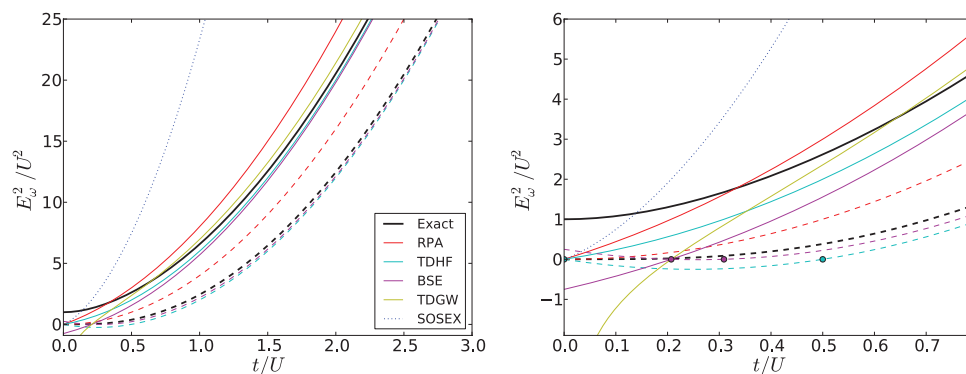 25
20
15
10
5
0
E²_ω/U²
0.0 0.5 1.0 1.5 2.0 2.5 3.0
t/U
Exact
RPA
TDHF
BSE
TDGW
SOSEX
6
5
4
3
2
1
0
−1
E²_ω/U²
0.0 0.1 0.2 0.3 0.4 0.5 0.6 0.7
t/U